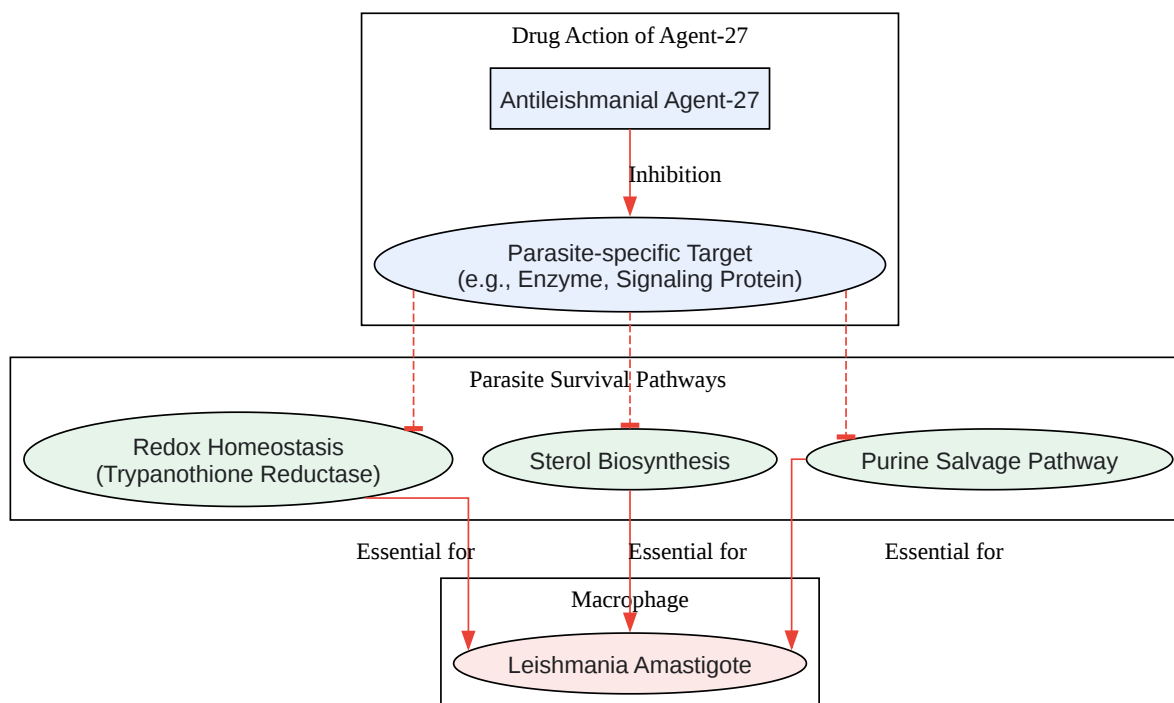 Drug Action of Agent-27
Antileishmanial Agent-27
Inhibition
Parasite-specific Target
(e.g., Enzyme, Signaling Protein)
Parasite Survival Pathways
Redox Homeostasis
(Trypanothione Reductase)
Sterol Biosynthesis
Purine Salvage Pathway
Essential for
Essential for
Essential for
Macrophage
Leishmania Amastigote